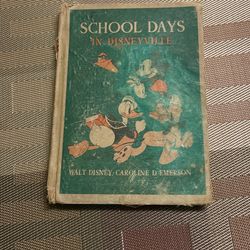 SCHOOL DAYS
IN DISNEYVILLE
WALT DISNEY · CAROLINE D. EMERSON